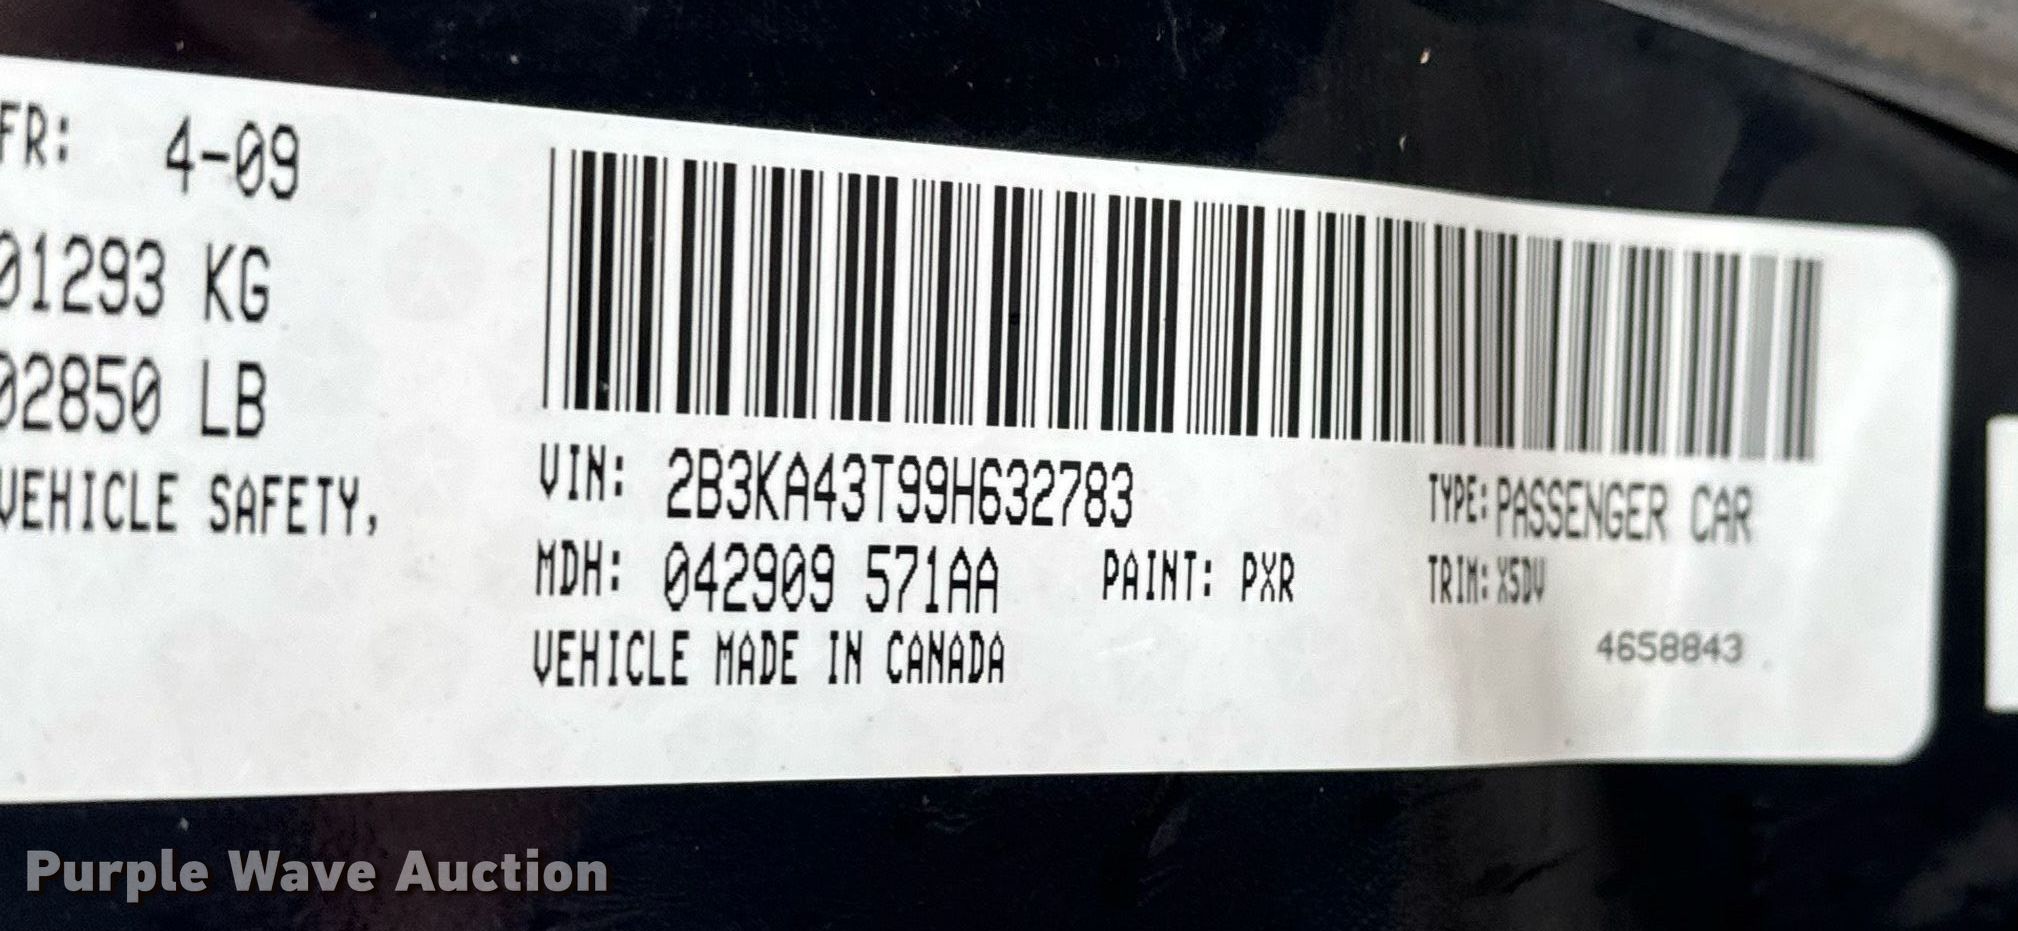 FR: 4-09
01293 KG
02850 LB
VEHICLE SAFETY,
VIN: 2B3KA43T99H632783
TYPE: PASSENGER CAR
MDH: 042909 571AA PAINT: PXR
TRIM: X5DV
VEHICLE MADE IN CANADA
4658843
Purple Wave Auction